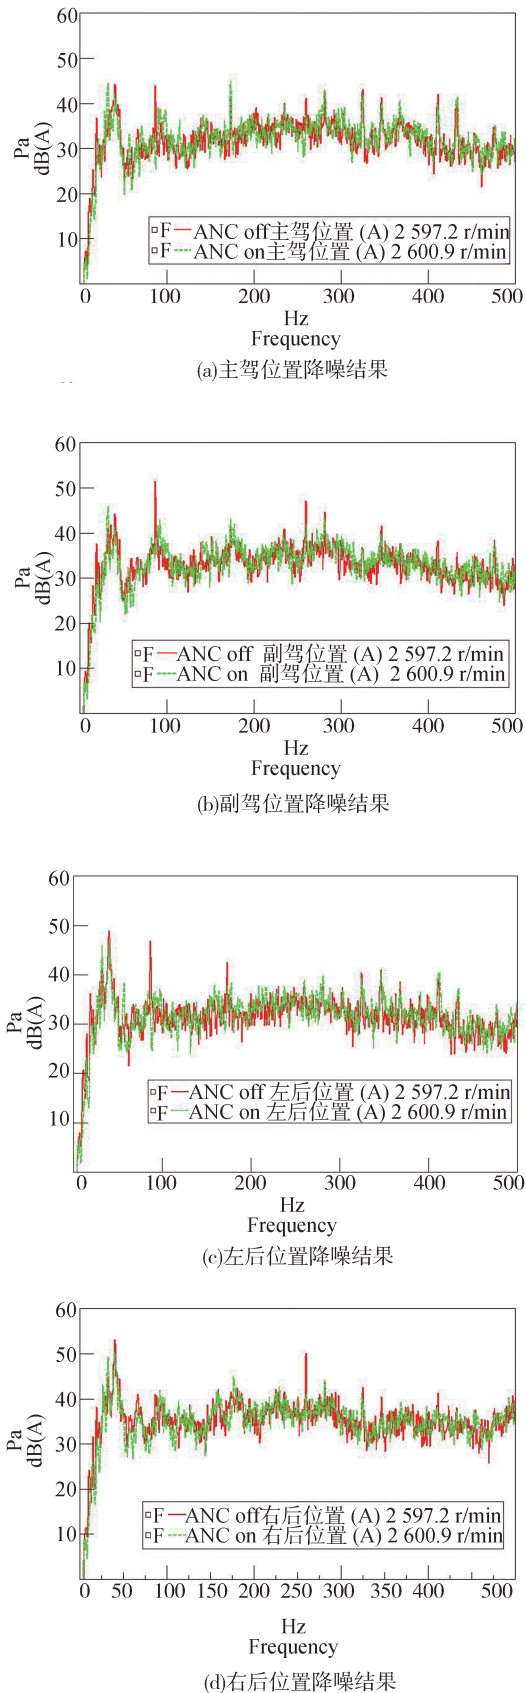 60
50
40
30
20
10
Pa
dB(A)
F ANC off主驾位置 (A) 2 597.2 r/min
F ANC on主驾位置 (A) 2 600.9 r/min
0 100 200 300 400 500
Hz
Frequency
(a)主驾位置降噪结果
60
50
40
30
20
10
Pa
dB(A)
F ANC off 副驾位置 (A) 2 597.2 r/min
F ANC on 副驾位置 (A) 2 600.9 r/min
0 100 200 300 400 500
Hz
Frequency
(b)副驾位置降噪结果
60
50
40
30
20
10
Pa
dB(A)
F ANC off 左后位置 (A) 2 597.2 r/min
F ANC on 左后位置 (A) 2 600.9 r/min
0 100 200 300 400 500
Hz
Frequency
(c)左后位置降噪结果
60
50
40
30
20
10
Pa
dB(A)
F ANC off右后位置 (A) 2 597.2 r/min
F ANC on 右后位置 (A) 2 600.9 r/min
0 50 100 150 200 250 300 350 400 450 500
Hz
Frequency
(d)右后位置降噪结果